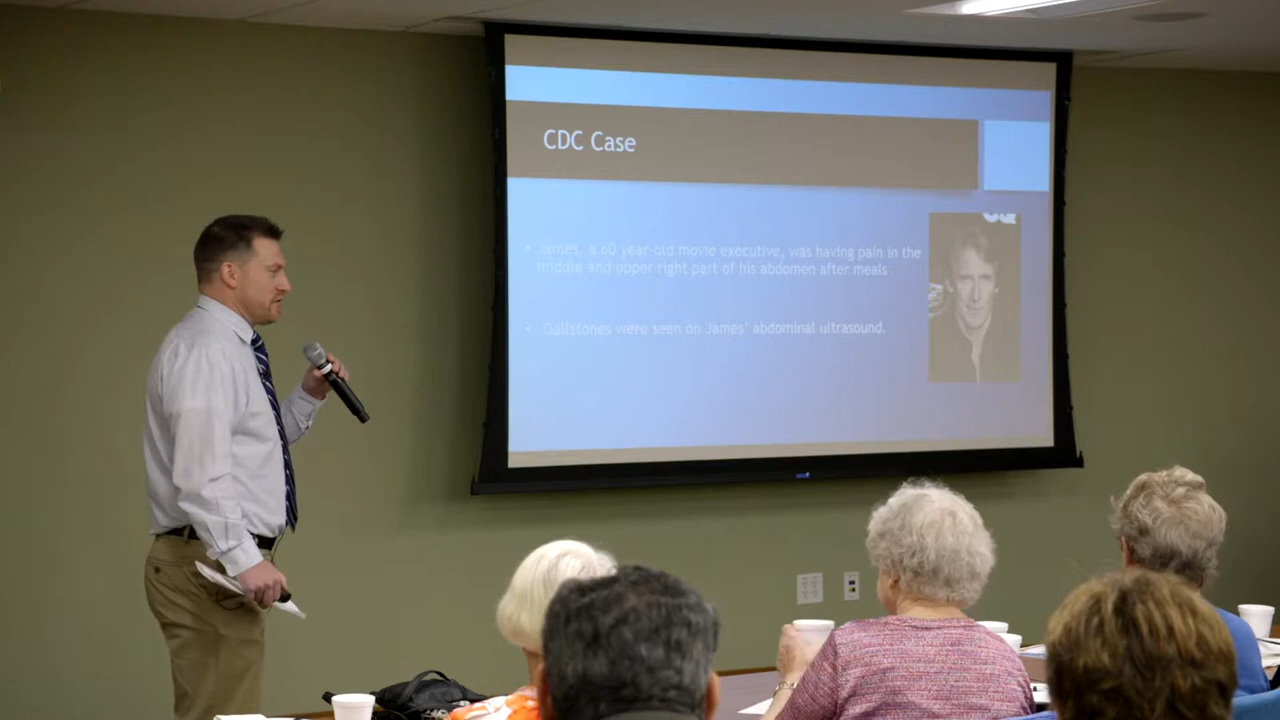 CDC Case
• James, a 60 year-old movie executive, was having pain in the
middle and upper right part of his abdomen after meals
• Gallstones were seen on James' abdominal ultrasound.